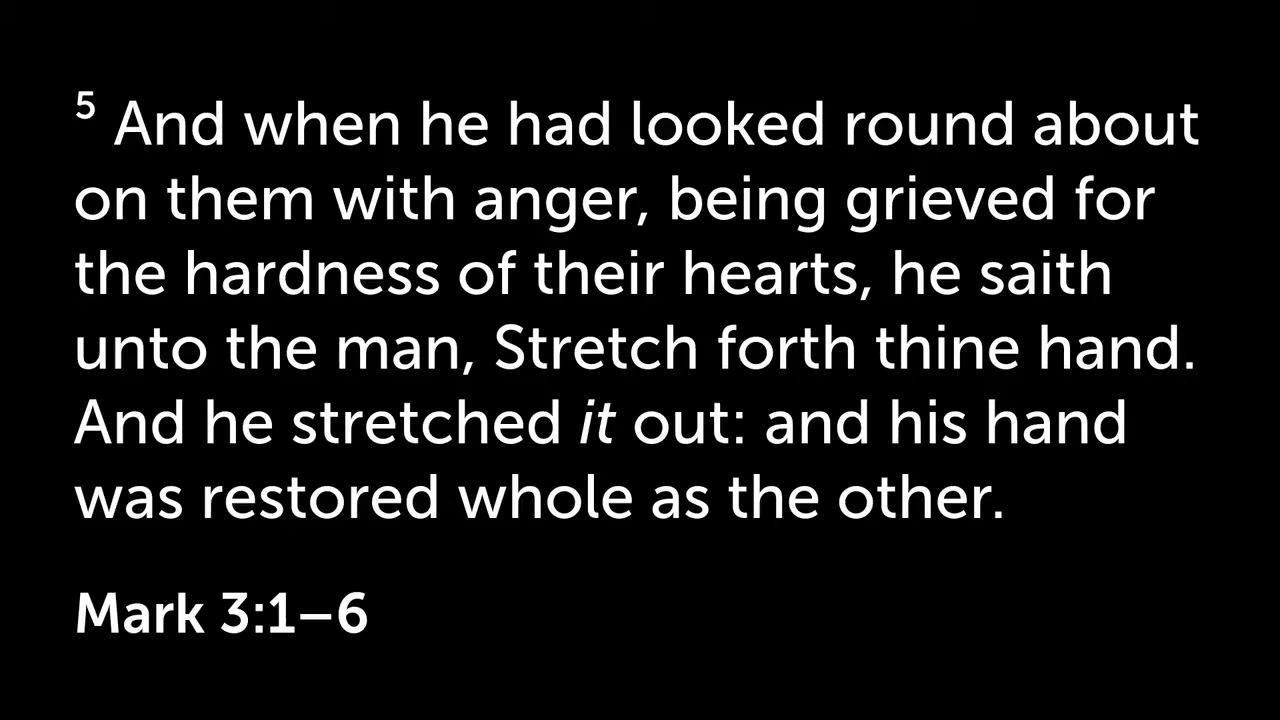 5 And when he had looked round about
on them with anger, being grieved for
the hardness of their hearts, he saith
unto the man, Stretch forth thine hand.
And he stretched it out: and his hand
was restored whole as the other.
Mark 3:1–6